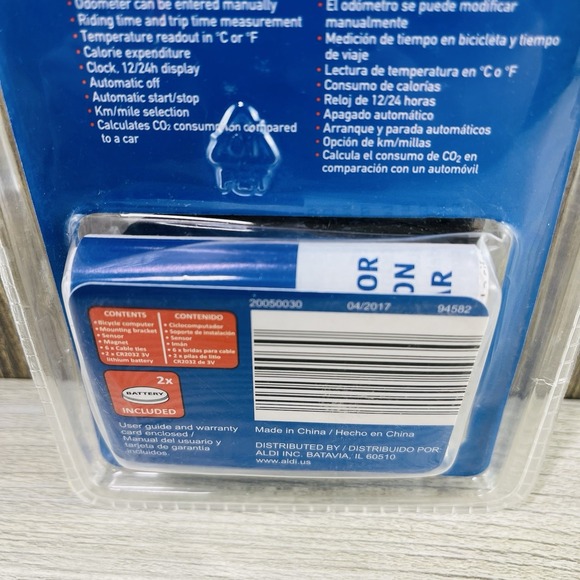 • Odometer can be entered manually
• Riding time and trip time measurement
• Temperature readout in °C or °F
• Calorie expenditure
• Clock, 12/24h display
• Automatic off
• Automatic start/stop
• Km/mile selection
• Calculates CO₂ consumption compared
to a car
• El odómetro se puede modificar
manualmente
• Medición de tiempo en bicicleta y tiempo
de viaje
• Lectura de temperatura en °C o °F
• Consumo de calorías
• Reloj de 12/24 horas
• Apagado automático
• Arranque y parada automáticos
• Opción de km/millas
• Calcula el consumo de CO₂ en
comparación con un automóvil
OR
ON
AR
20050030 04/2017 94582
CONTENTS
• Bicycle computer
• Mounting bracket
• Sensor
• Magnet
• 6 x Cable ties
• 2 x CR2032 3V
lithium battery
CONTENIDO
• Ciclocomputador
• Soporte de instalación
• Sensor
• Imán
• 6 x bridas para cable
• 2 x pilas de litio
CR2032 de 3V
2x
BATTERY
INCLUDED
User guide and warranty
card enclosed /
Manual del usuario y
tarjeta de garantía
incluidos.
Made in China / Hecho en China
DISTRIBUTED BY / DISTRIBUIDO POR
ALDI INC. BATAVIA, IL 60510
www.aldi.us